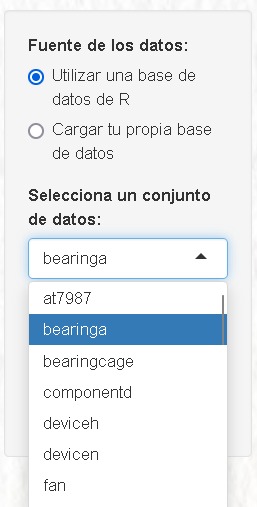 Fuente de los datos:
Utilizar una base de
datos de R
Cargar tu propia base
de datos
Selecciona un conjunto
de datos:
bearinga
at7987
bearinga
bearingcage
componentd
deviceh
devicen
fan